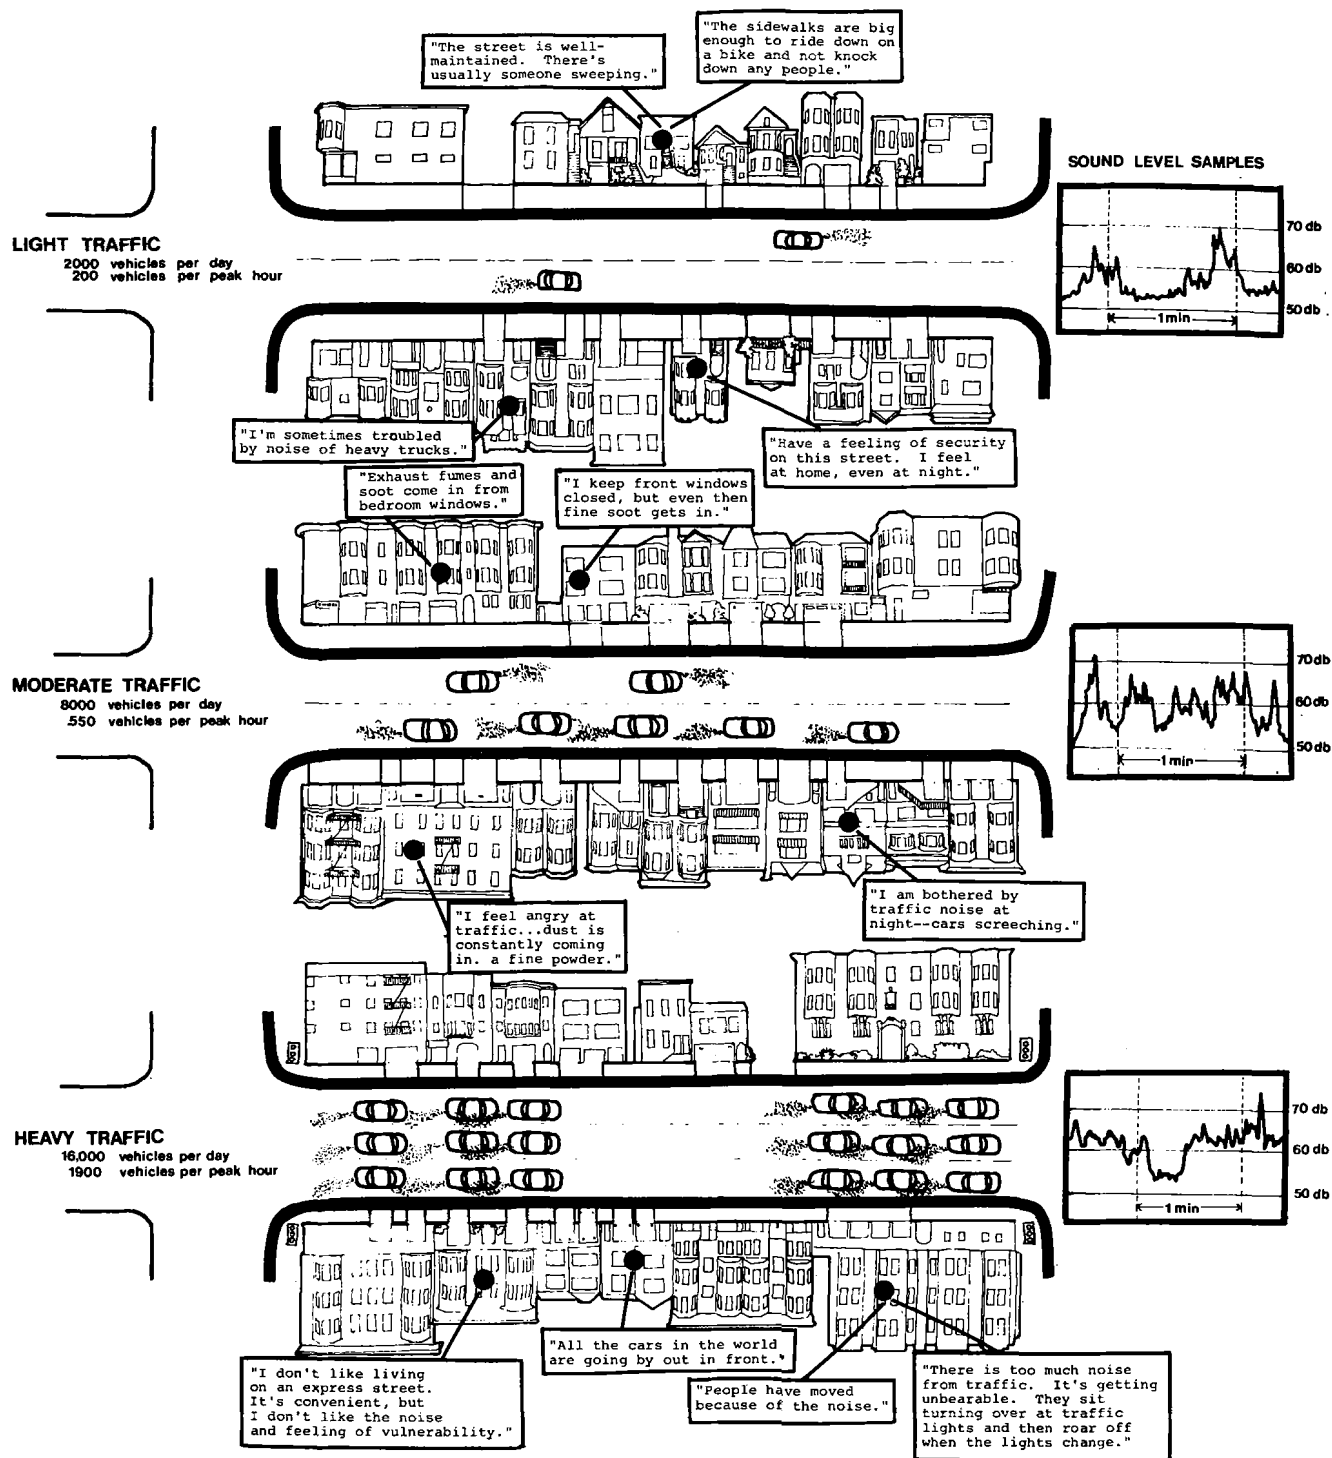 "The street is well-
maintained. There's
usually someone sweeping."
"The sidewalks are big
enough to ride down on
a bike and not knock
down any people."
SOUND LEVEL SAMPLES
70 db
60 db
50 db
1 min
LIGHT TRAFFIC
2000 vehicles per day
200 vehicles per peak hour
"I'm sometimes troubled
by noise of heavy trucks."
"Have a feeling of security
on this street. I feel
at home, even at night."
"Exhaust fumes and
soot come in from
bedroom windows."
"I keep front windows
closed, but even then
fine soot gets in."
MODERATE TRAFFIC
8000 vehicles per day
550 vehicles per peak hour
70 db
60 db
50 db
1 min
"I feel angry at
traffic...dust is
constantly coming
in. a fine powder."
"I am bothered by
traffic noise at
night--cars screeching."
HEAVY TRAFFIC
16,000 vehicles per day
1900 vehicles per peak hour
70 db
60 db
50 db
1 min
"I don't like living
on an express street.
It's convenient, but
I don't like the noise
and feeling of vulnerability."
"All the cars in the world
are going by out in front."
"People have moved
because of the noise."
"There is too much noise
from traffic. It's getting
unbearable. They sit
turning over at traffic
lights and then roar off
when the lights change."